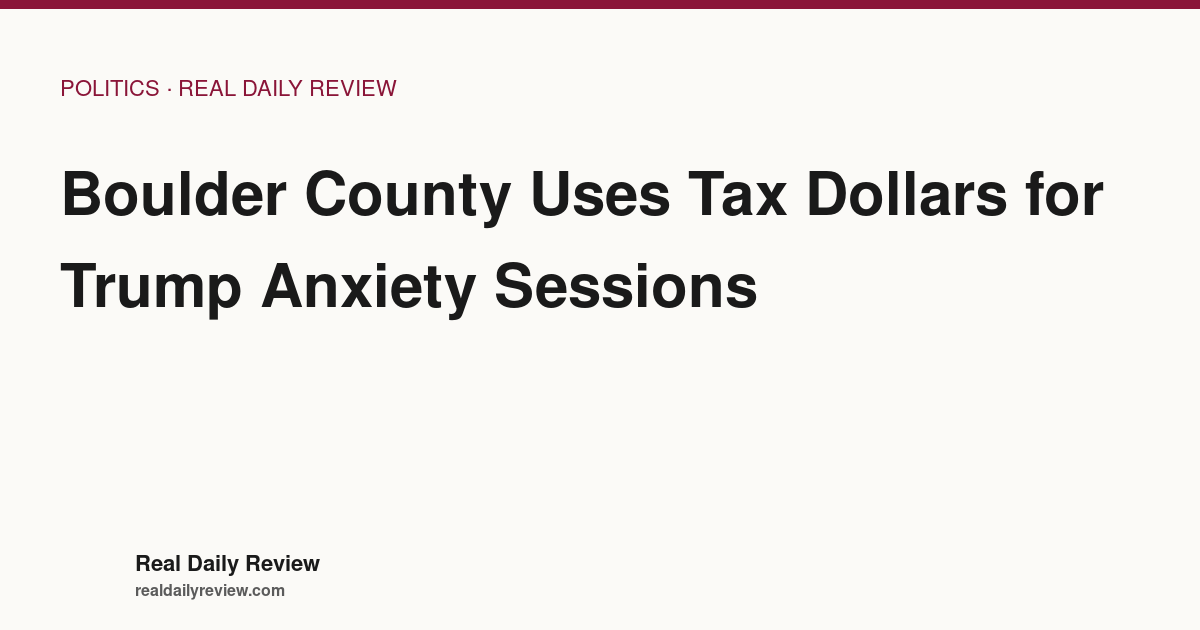 POLITICS · REAL DAILY REVIEW
Boulder County Uses Tax Dollars for
Trump Anxiety Sessions
Real Daily Review
realdailyreview.com